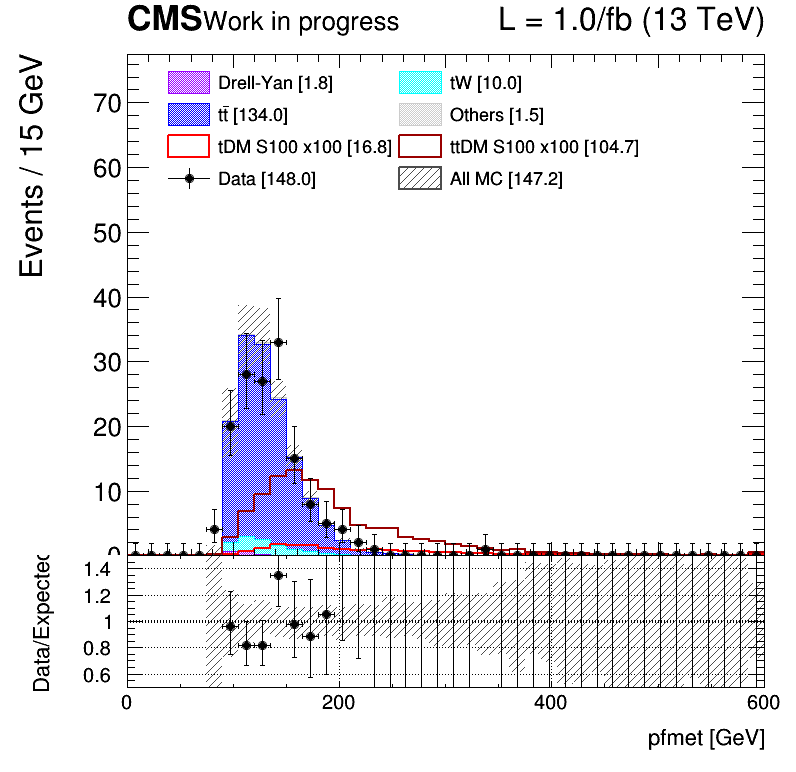 CMS Work in progress L = 1.0/fb (13 TeV)
Drell-Yan [1.8] tW [10.0]
tt̄ [134.0] Others [1.5]
tDM S100 x100 [16.8] ttDM S100 x100 [104.7]
Data [148.0] All MC [147.2]
Events / 15 GeV
70
60
50
40
30
20
10
0
Data/Expected
1.4
1.2
1
0.8
0.6
0 200 400 600
pfmet [GeV]